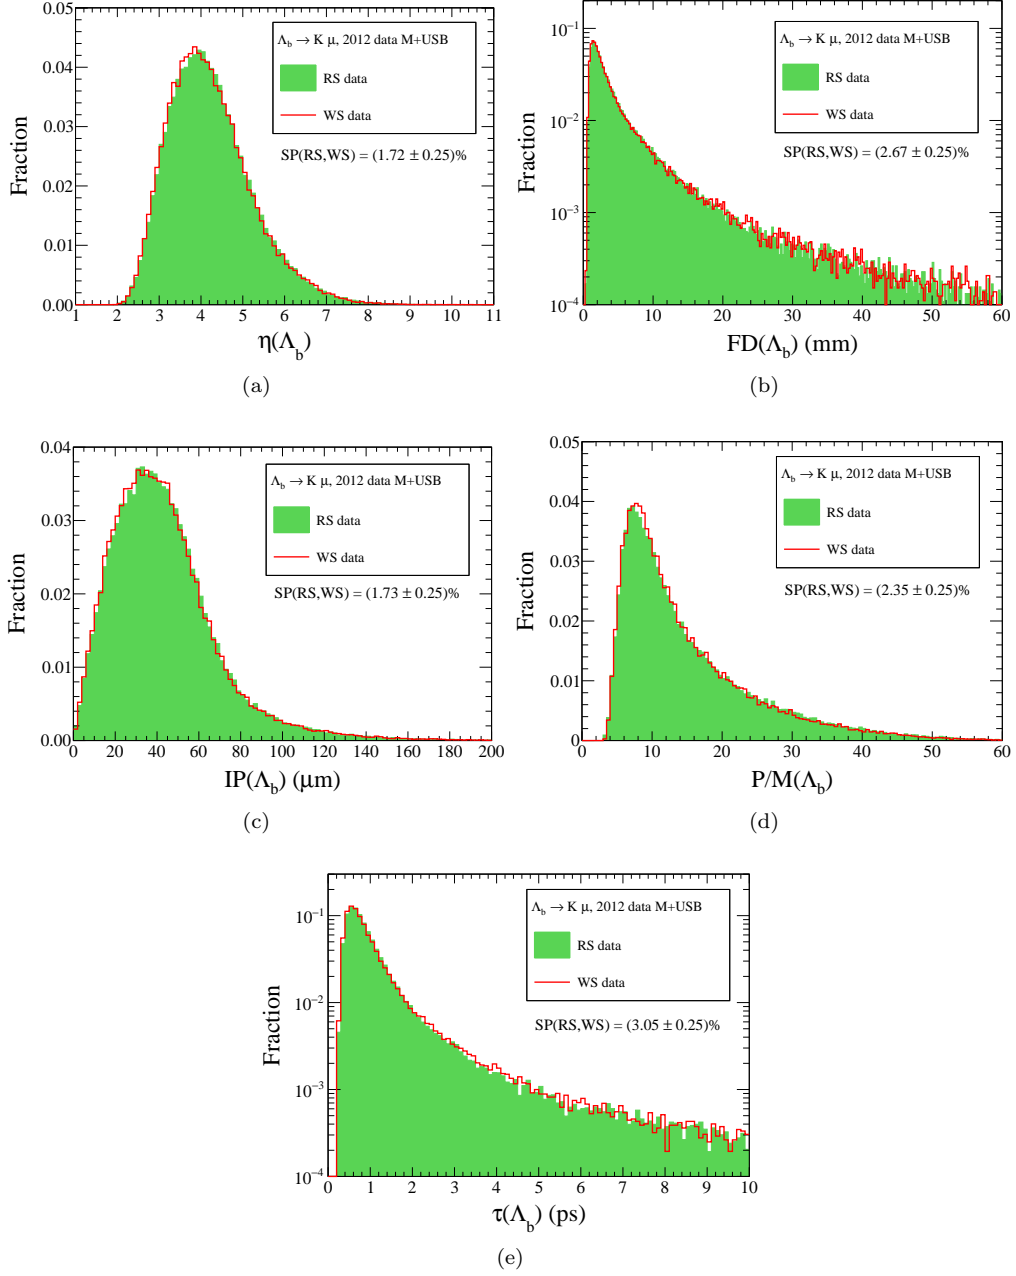 0.05
0.04
0.03
0.02
0.01
0.00
Fraction
Λb → K μ, 2012 data M+USB
RS data
WS data
SP(RS,WS) = (1.72 ± 0.25)%
1 2 3 4 5 6 7 8 9 10 11
η(Λb)
(a)
10⁻¹
10⁻²
10⁻³
10⁻⁴
Fraction
Λb → K μ, 2012 data M+USB
RS data
WS data
SP(RS,WS) = (2.67 ± 0.25)%
0 10 20 30 40 50 60
FD(Λb) (mm)
(b)
0.04
0.03
0.02
0.01
0.00
Fraction
Λb → K μ, 2012 data M+USB
RS data
WS data
SP(RS,WS) = (1.73 ± 0.25)%
0 20 40 60 80 100 120 140 160 180 200
IP(Λb) (μm)
(c)
0.05
0.04
0.03
0.02
0.01
0
Fraction
Λb → K μ, 2012 data M+USB
RS data
WS data
SP(RS,WS) = (2.35 ± 0.25)%
0 10 20 30 40 50 60
P/M(Λb)
(d)
10⁻¹
10⁻²
10⁻³
10⁻⁴
Fraction
Λb → K μ, 2012 data M+USB
RS data
WS data
SP(RS,WS) = (3.05 ± 0.25)%
0 1 2 3 4 5 6 7 8 9 10
τ(Λb) (ps)
(e)